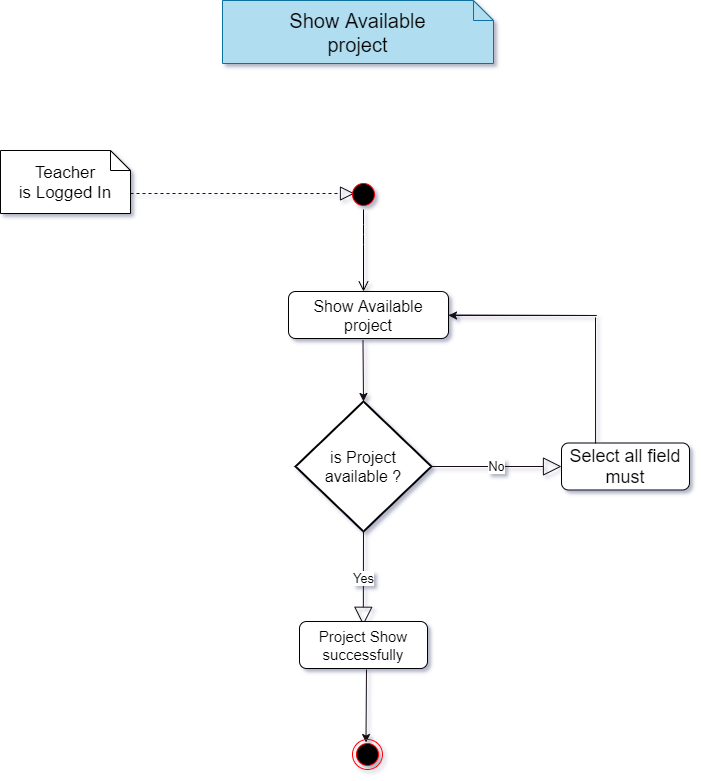 Show Available
project
Teacher
is Logged In
Show Available
project
is Project
available ?
No
Select all field
must
Yes
Project Show
successfully